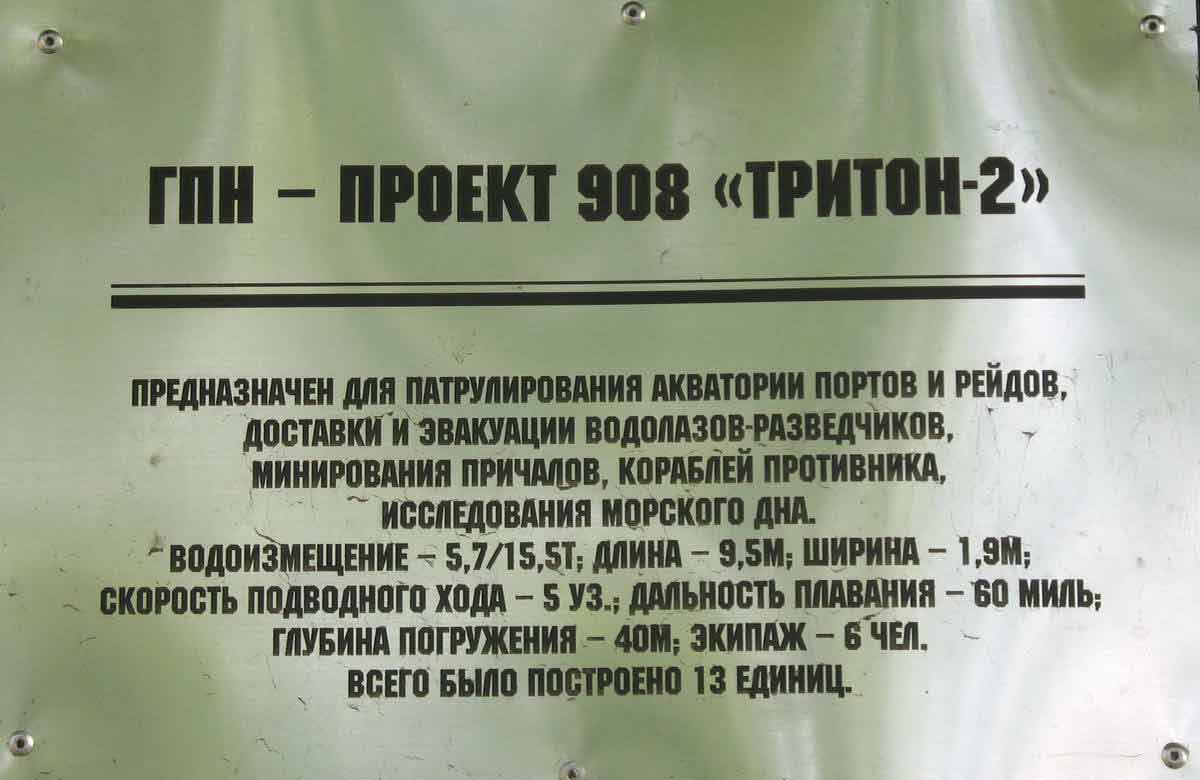 ГПН – ПРОЕКТ 908 «ТРИТОН-2»
ПРЕДНАЗНАЧЕН ДЛЯ ПАТРУЛИРОВАНИЯ АКВАТОРИИ ПОРТОВ И РЕЙДОВ,
ДОСТАВКИ И ЭВАКУАЦИИ ВОДОЛАЗОВ-РАЗВЕДЧИКОВ,
МИНИРОВАНИЯ ПРИЧАЛОВ, КОРАБЛЕЙ ПРОТИВНИКА,
ИССЛЕДОВАНИЯ МОРСКОГО ДНА.
ВОДОИЗМЕЩЕНИЕ – 5,7/15,5Т; ДЛИНА – 9,5М; ШИРИНА – 1,9М;
СКОРОСТЬ ПОДВОДНОГО ХОДА – 5 УЗ.; ДАЛЬНОСТЬ ПЛАВАНИЯ – 60 МИЛЬ;
ГЛУБИНА ПОГРУЖЕНИЯ – 40М; ЭКИПАЖ – 6 ЧЕЛ.
ВСЕГО БЫЛО ПОСТРОЕНО 13 ЕДИНИЦ.